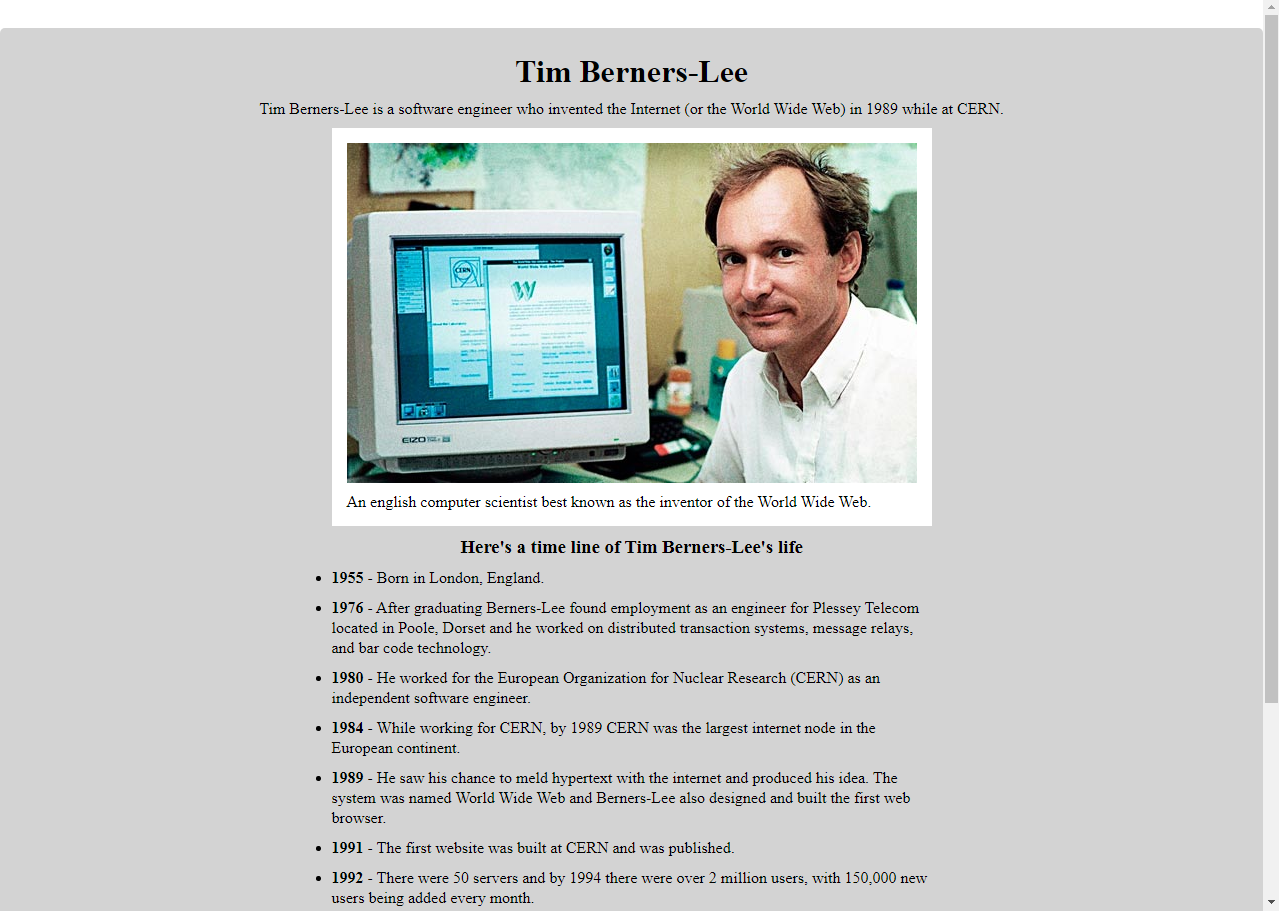 Tim Berners-Lee
Tim Berners-Lee is a software engineer who invented the Internet (or the World Wide Web) in 1989 while at CERN.
CERN
W
EIZO
An english computer scientist best known as the inventor of the World Wide Web.
Here's a time line of Tim Berners-Lee's life
• 1955 - Born in London, England.
• 1976 - After graduating Berners-Lee found employment as an engineer for Plessey Telecom
located in Poole, Dorset and he worked on distributed transaction systems, message relays,
and bar code technology.
• 1980 - He worked for the European Organization for Nuclear Research (CERN) as an
independent software engineer.
• 1984 - While working for CERN, by 1989 CERN was the largest internet node in the
European continent.
• 1989 - He saw his chance to meld hypertext with the internet and produced his idea. The
system was named World Wide Web and Berners-Lee also designed and built the first web
browser.
• 1991 - The first website was built at CERN and was published.
• 1992 - There were 50 servers and by 1994 there were over 2 million users, with 150,000 new
users being added every month.